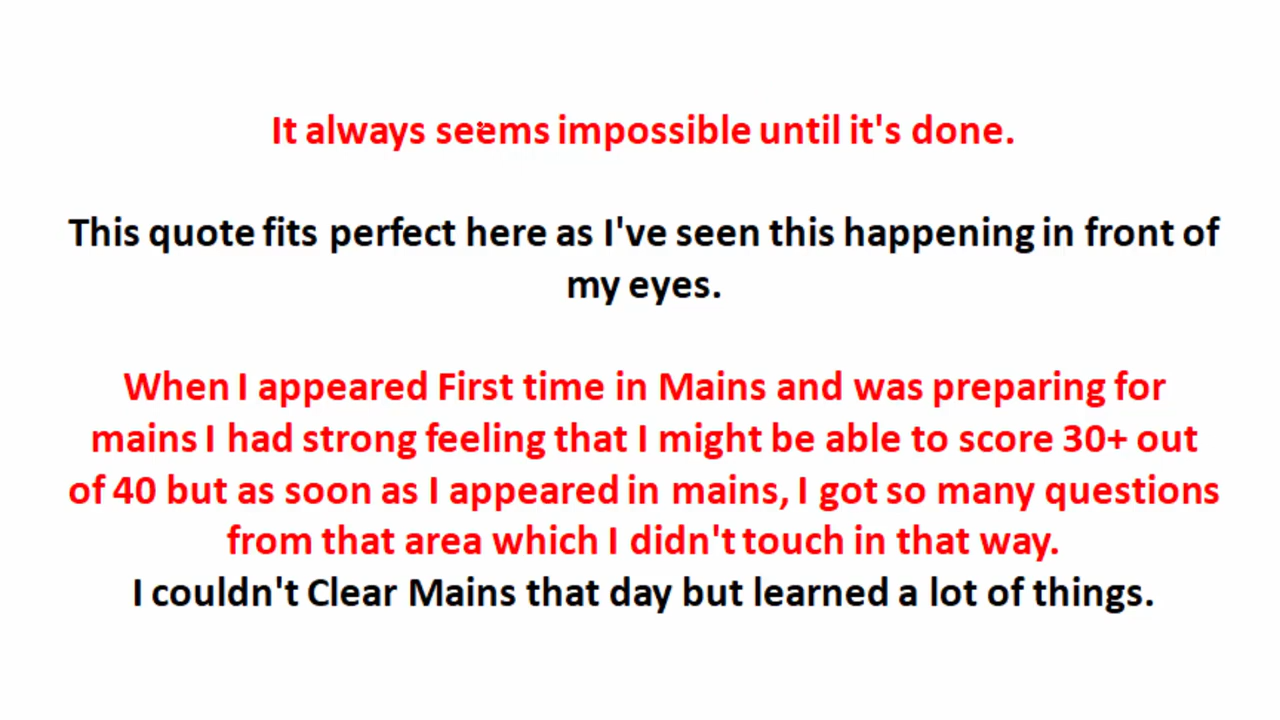 It always seems impossible until it's done.
This quote fits perfect here as I've seen this happening in front of
my eyes.
When I appeared First time in Mains and was preparing for
mains I had strong feeling that I might be able to score 30+ out
of 40 but as soon as I appeared in mains, I got so many questions
from that area which I didn't touch in that way.
I couldn't Clear Mains that day but learned a lot of things.